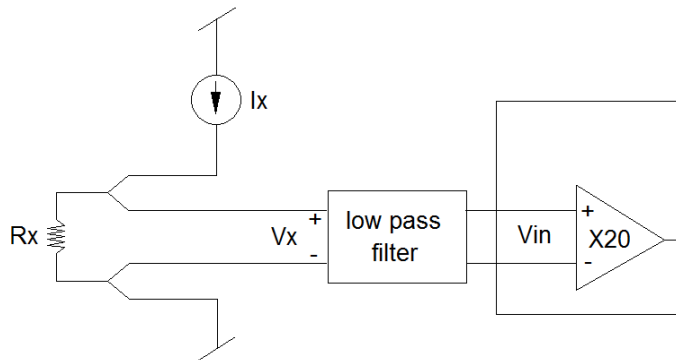 Ix
Rx
+
Vx
-
low pass
filter
Vin
+
X20
-